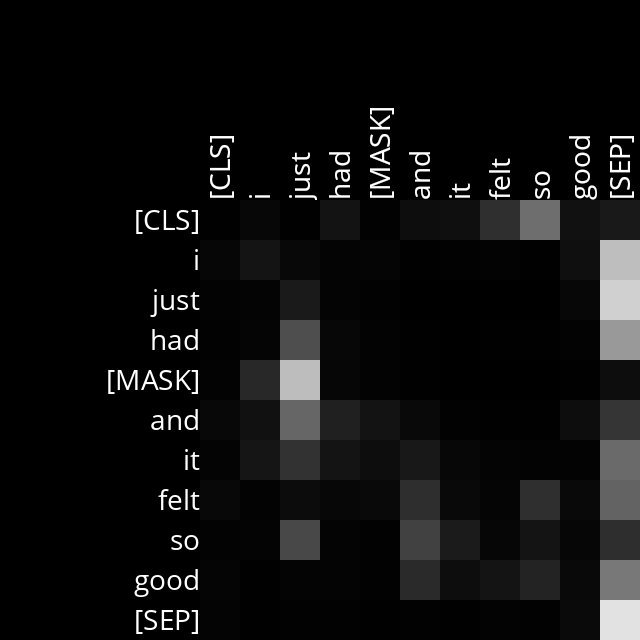 [CLS] i just had [MASK] and it felt so good [SEP]
[CLS]
i
just
had
[MASK]
and
it
felt
so
good
[SEP]